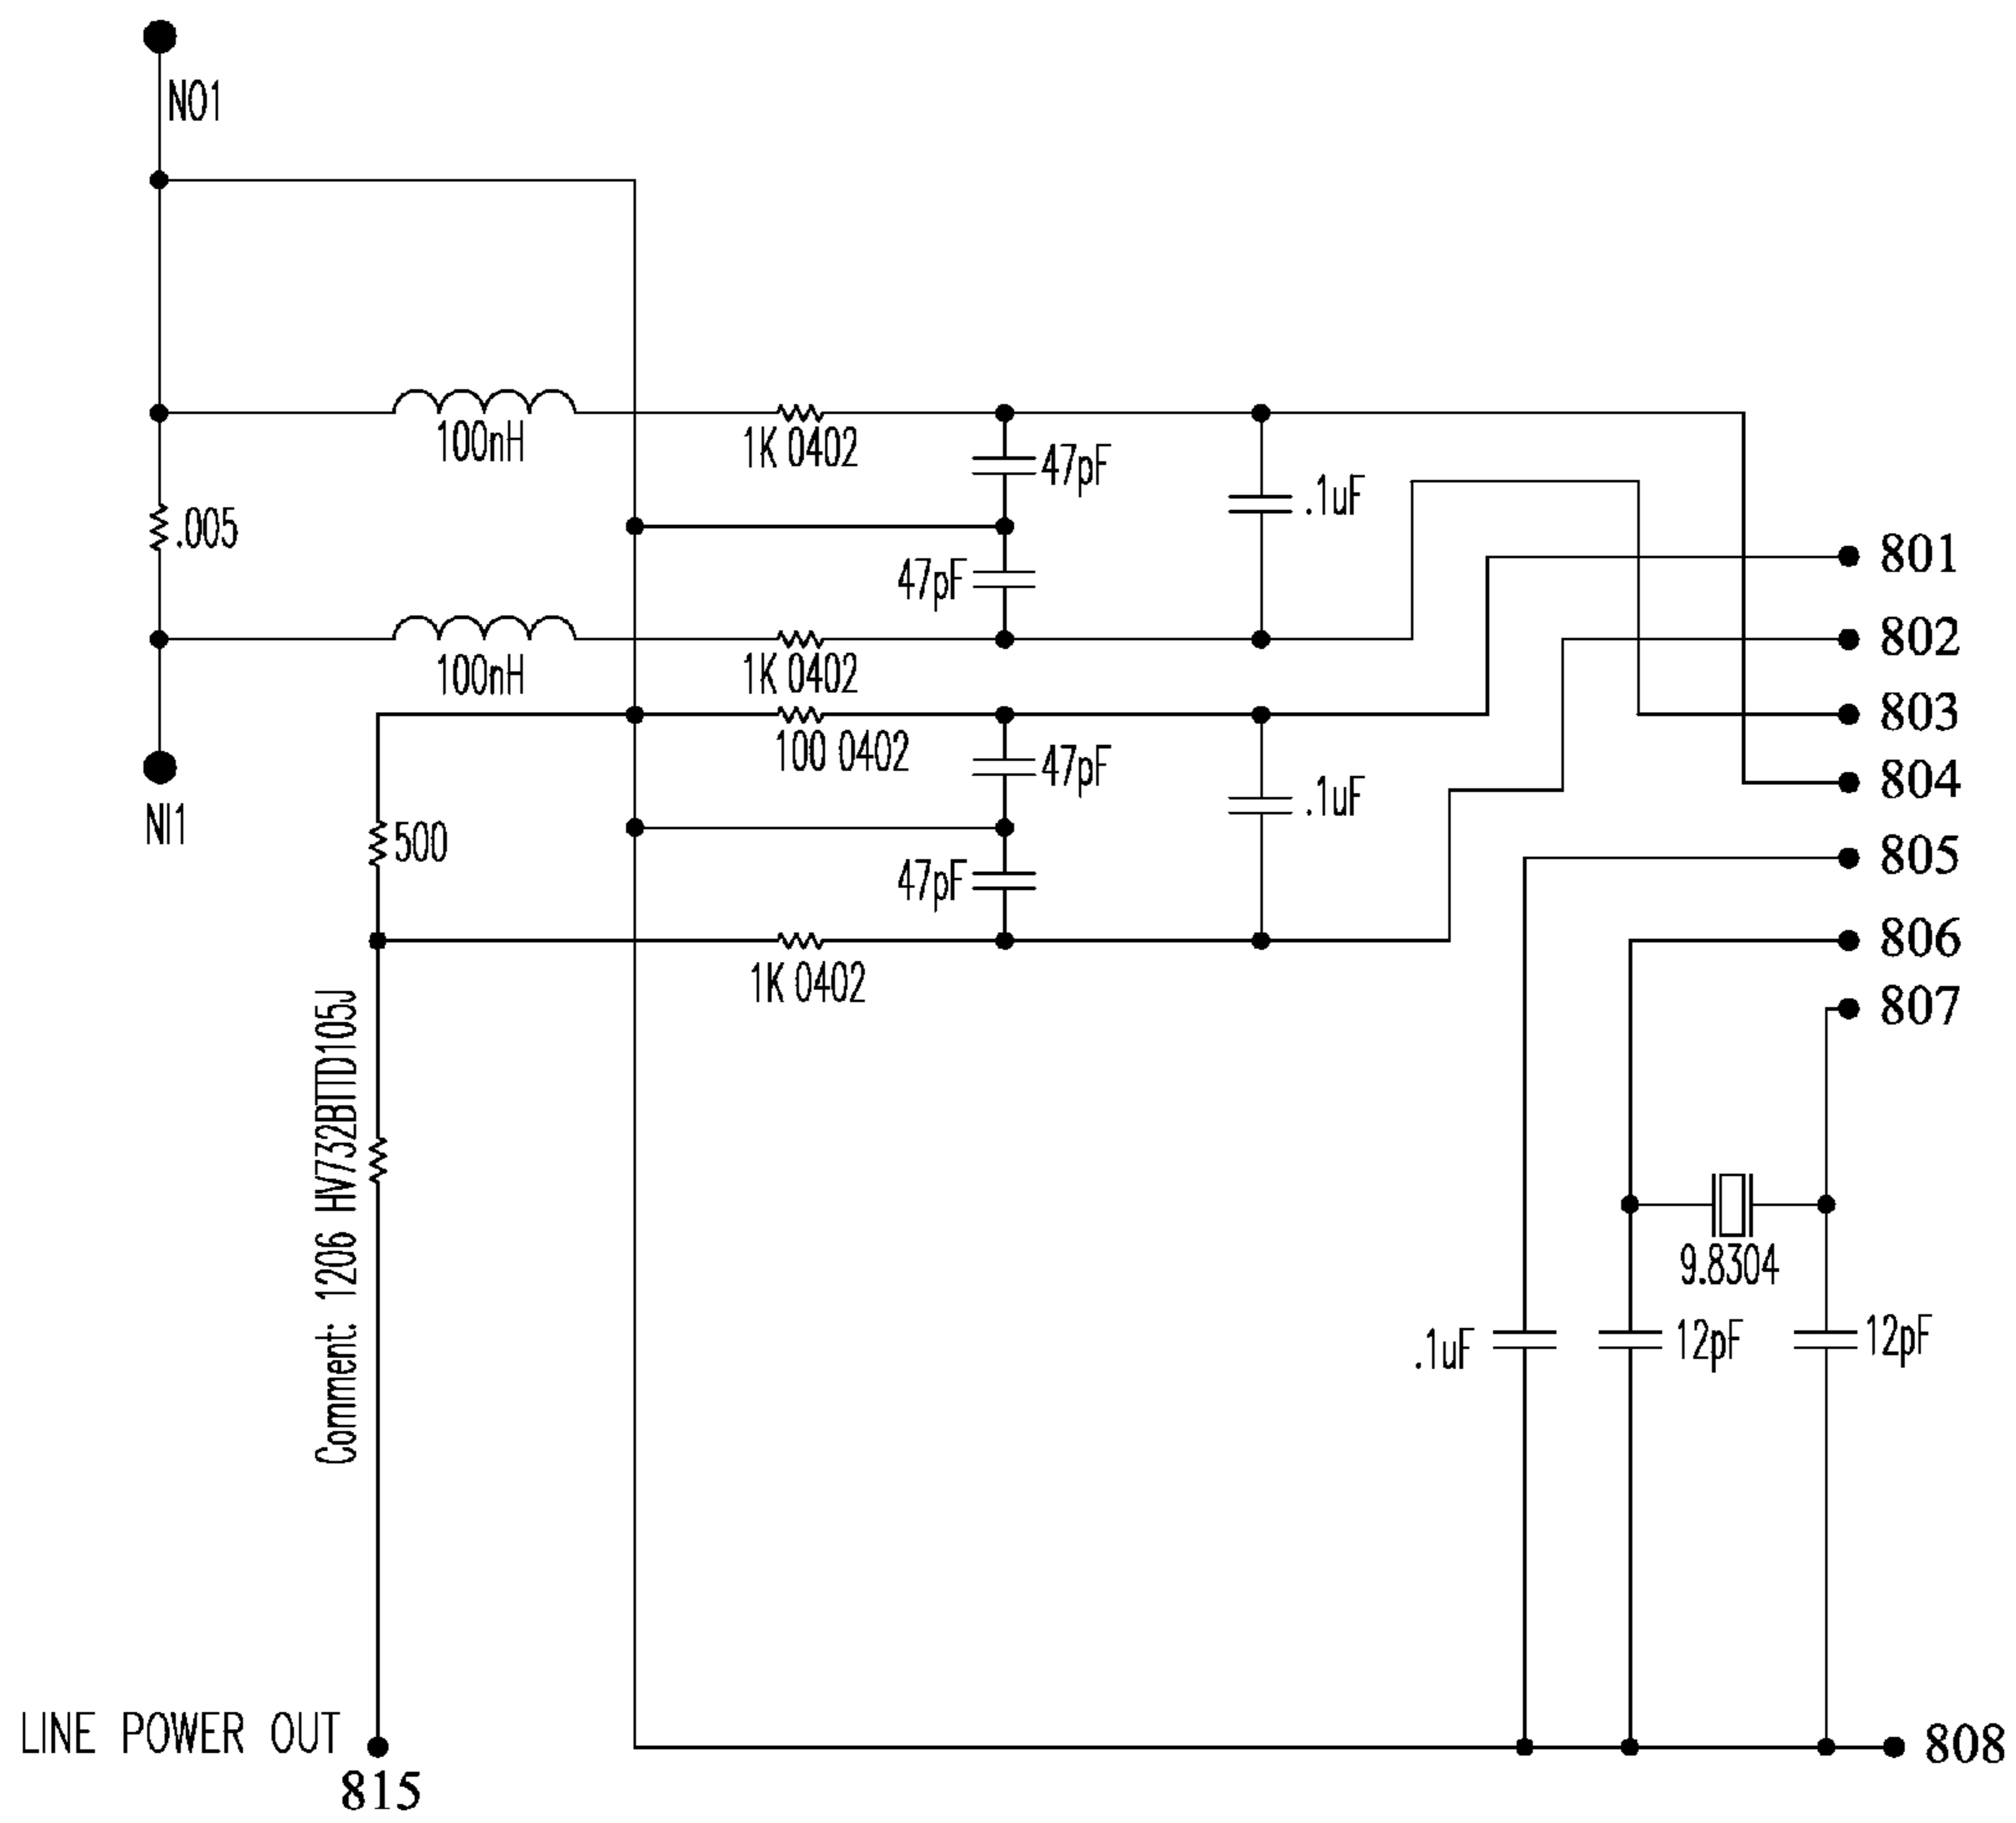 NO1
100nH
1K 0402
47pF
.1uF
.005
47pF
801
100nH
1K 0402
802
803
100 0402
47pF
.1uF
804
NI1
500
805
47pF
806
1K 0402
807
Comment: 1206 HV732BTTD105J
9.8304
.1uF
12pF
12pF
LINE POWER OUT
815
808